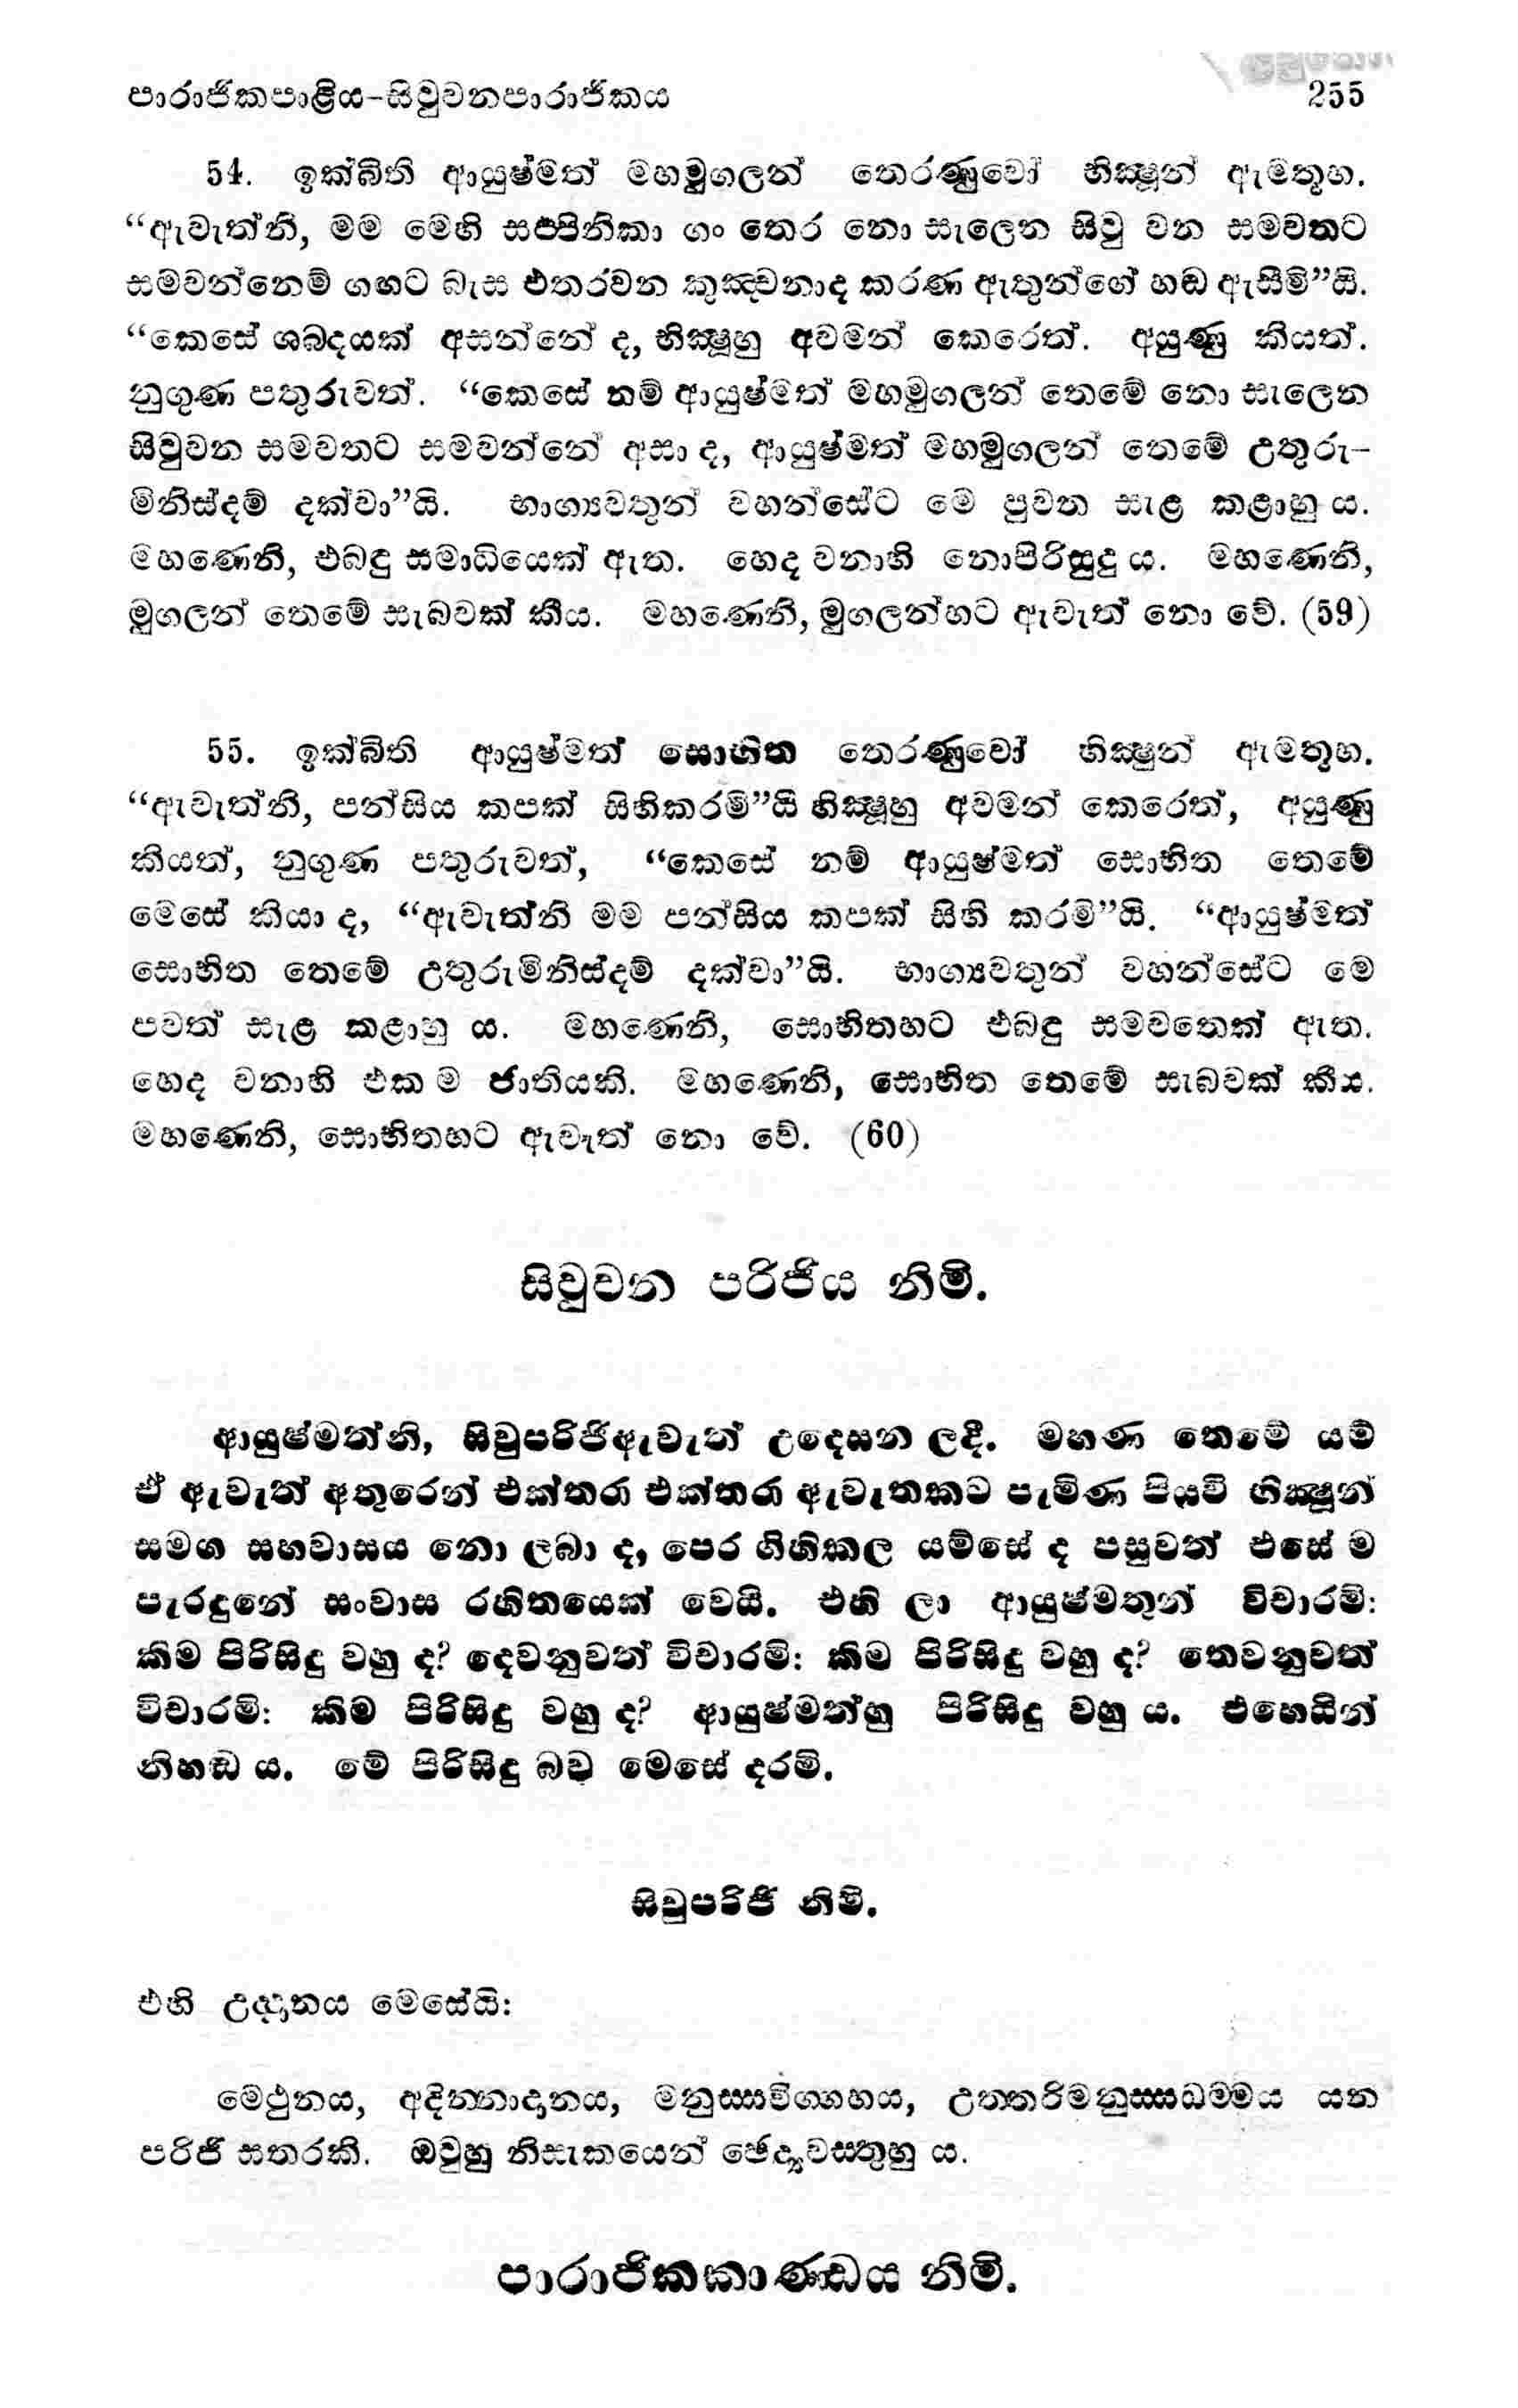 පාරාජිකපාළිය-සිවුවනපාරාජිකය 255
54. ඉක්බිති ආයුෂ්මත් මහමුගලන් තෙරණුවෝ භික්‍ෂූන් ඇමතූහ.
“ඇවැත්නි, මම මෙහි සප්පිනිකා ගං තෙර නො සැලෙන සිවු වන සමවතට
සමවන්නෙම් ගඟට බැස එතරවන කුඤ්චනාද කරණ ඇතුන්ගේ හඬ ඇසීමි”යි.
“කෙසේ ශබ්දයක් අසන්නේ ද, භික්‍ෂූහු අවමන් කෙරෙත්. අයුණු කියත්.
නුගුණ පතුරුවත්. “කෙසේ නම් ආයුෂ්මත් මහමුගලන් තෙමේ නො සැලෙන
සිවුවන සමවතට සමවන්නේ අසා ද, ආයුෂ්මත් මහමුගලන් තෙමේ උතුරු-
මිනිස්දම් දක්වා”යි. භාග්‍යවතුන් වහන්සේට මෙ පුවත සැළ කළාහු ය.
මහණෙනි, එබඳු සමාධියෙක් ඇත. හෙද වනාහි නොපිරිසුදු ය. මහණෙනි,
මුගලන් තෙමේ සැබවක් කීය. මහණෙනි, මුගලන්හට ඇවැත් නො වේ. (59)
55. ඉක්බිති ආයුෂ්මත් සොභිත තෙරණුවෝ භික්‍ෂූන් ඇමතූහ.
“ඇවැත්නි, පන්සිය කපක් සිහිකරමි”යි භික්‍ෂූහු අවමන් කෙරෙත්, අයුණු
කියත්, නුගුණ පතුරුවත්, “කෙසේ නම් ආයුෂ්මත් සොභිත තෙමේ
මෙසේ කියා ද, “ඇවැත්නි මම පන්සිය කපක් සිහි කරමි”යි. “ආයුෂ්මත්
සොභිත තෙමේ උතුරුමිනිස්දම් දක්වා”යි. භාග්‍යවතුන් වහන්සේට මෙ
පවත් සැළ කළාහු ය. මහණෙනි, සොභිතහට එබඳු සමවතෙක් ඇත.
හෙද වනාහි එක ම ජාතියකි. මහණෙනි, සොභිත තෙමේ සැබවක් කීය.
මහණෙනි, සොභිතහට ඇවැත් නො වේ. (60)
සිවුවන පරිජිය නිමි.
ආයුෂ්මත්නි, සිවුපරිජිඇවැත් උදෙසන ලදී. මහණ තෙමේ යම්
ඒ ඇවැත් අතුරෙන් එක්තරා එක්තරා ඇවැතකට පැමිණ පියවි භික්‍ෂූන්
සමග සහවාසය නො ලබා ද, පෙර ගිහිකල යම්සේ ද පසුවත් එසේ ම
පැරදුනේ සංවාස රහිතයෙක් වෙයි. එහි ලා ආයුෂ්මතුන් විචාරමි:
කිම පිරිසිදු වහු ද? දෙවනුවත් විචාරමි: කිම පිරිසිදු වහු ද? තෙවනුවත්
විචාරමි: කිම පිරිසිදු වහු ද? ආයුෂ්මත්හු පිරිසිදු වහු ය. එහෙයින්
නිහඬ ය. මේ පිරිසිදු බව මෙසේ දරමි.
සිවුපරිජි නිමි.
එහි උද්‍දානය මෙසේයි:
මෙථුනය, අදින්නාදානය, මනුස්සවිග්ගහය, උත්තරිමනුස්සධම්මය යන
පරිජි සතරකි. ඔවුහු නිසැකයෙන් ඡේද්‍යවස්තුහු ය.
පාරාජිකකාණ්ඩය නිමි.